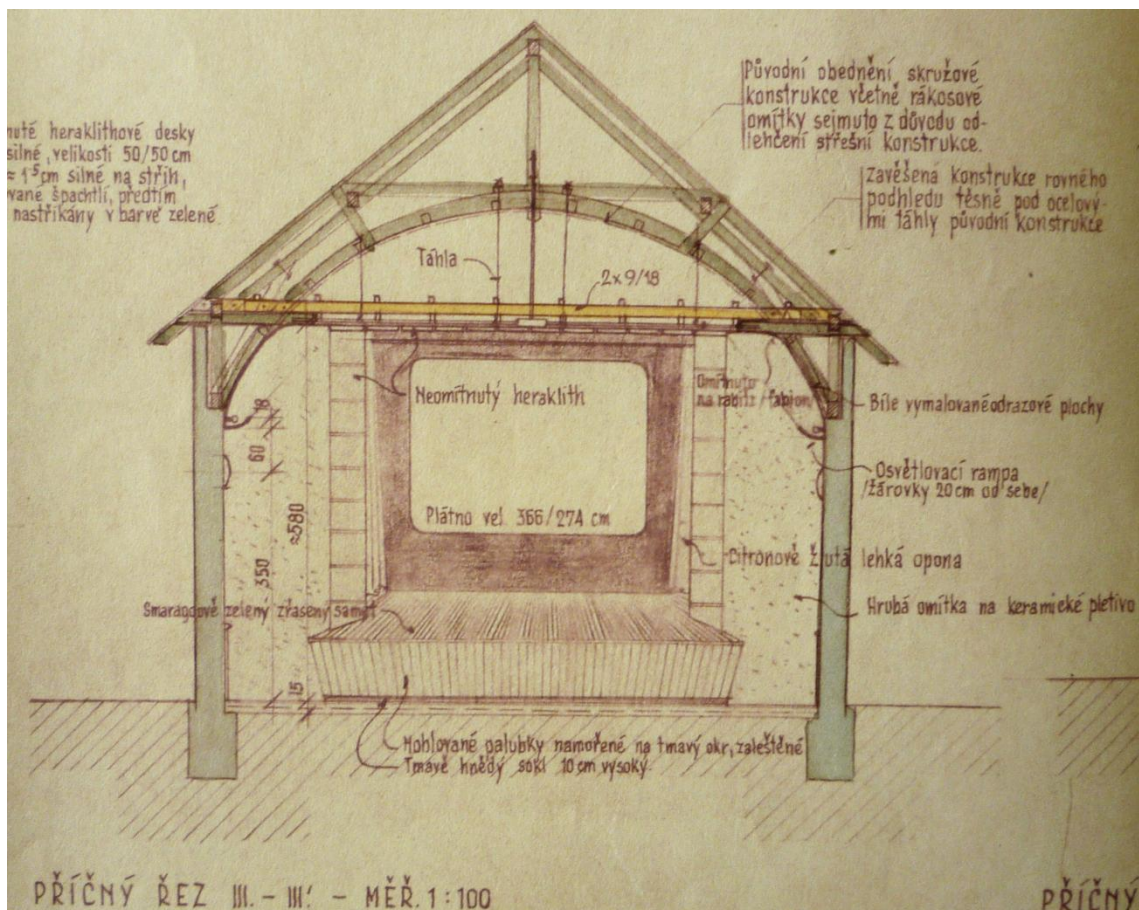 Původní obednění skružové
konstrukce včetně rákosové
omítky sejmuto z důvodu od-
lehčení střešní konstrukce.
nuté heraklithové desky
silné, velikosti 50/50 cm
≈ 1⁵ cm silné na střih,
vané špachtlí, předtím
nastříkány v barvě zelené.
zavěšená konstrukce rovného
podhledu těsně pod ocelový-
mi táhly původní konstrukce
Táhla
2x9/18
Neomítnutý heraklith
Omítnuto
na rabitz /fabion/
Bíle vymalované odrazové plochy
18
60
Osvětlovací rampa
/žárovky 20 cm od sebe/
Plátno vel. 366/274 cm
≈580
350
Citronově žlutá lehká opona
Smaragdově zelený zřasený samet
Hrubá omítka na keramické pletivo
15
palubky namořené na tmavý okr, zaleštěné
Tmavě hnědý sokl 10 cm vysoký.
PŘÍČNÝ ŘEZ III. – III.' – MĚŘ. 1 : 100
PŘÍČNÝ